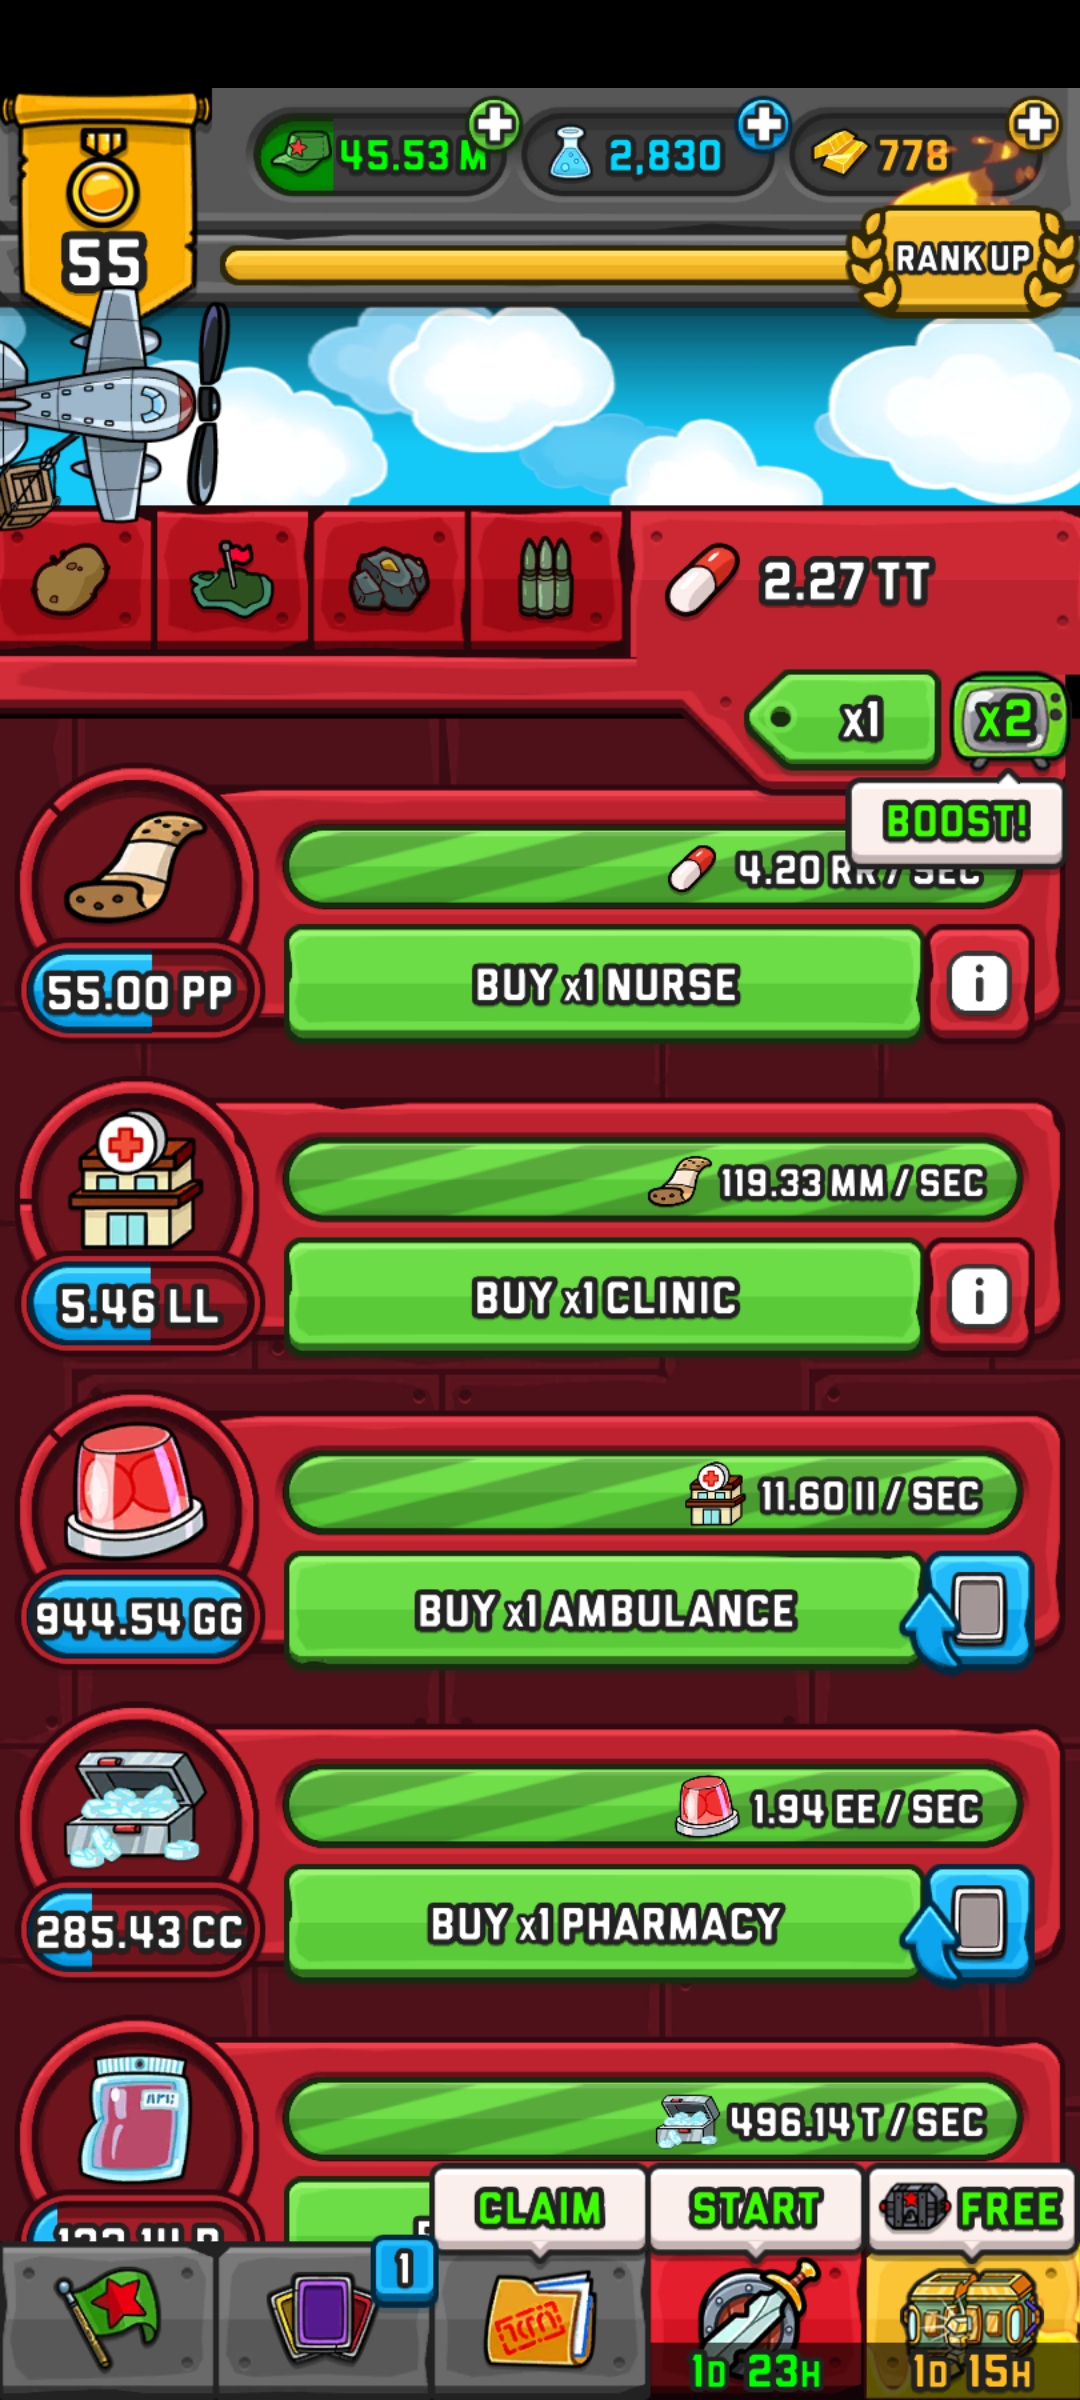 45.53 M
2,830
778
55
RANK UP
2.27 TT
x1
x2
BOOST!
4.20 RR / SEC
55.00 PP
BUY x1 NURSE
i
119.33 MM / SEC
5.46 LL
BUY x1 CLINIC
i
11.60 II / SEC
944.54 GG
BUY x1 AMBULANCE
1.94 EE / SEC
285.43 CC
BUY x1 PHARMACY
496.14 T / SEC
CLAIM
START
FREE
1
1D 23H
1D 15H